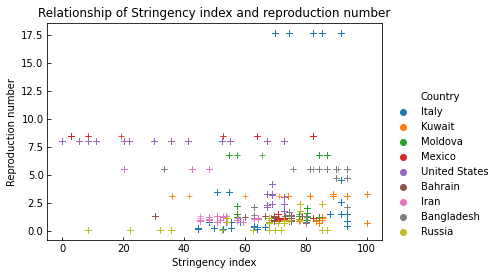 Relationship of Stringency index and reproduction number
17.5
15.0
12.5
10.0
7.5
5.0
2.5
0.0
Reproduction number
0 20 40 60 80 100
Stringency index
Country
Italy
Kuwait
Moldova
Mexico
United States
Bahrain
Iran
Bangladesh
Russia